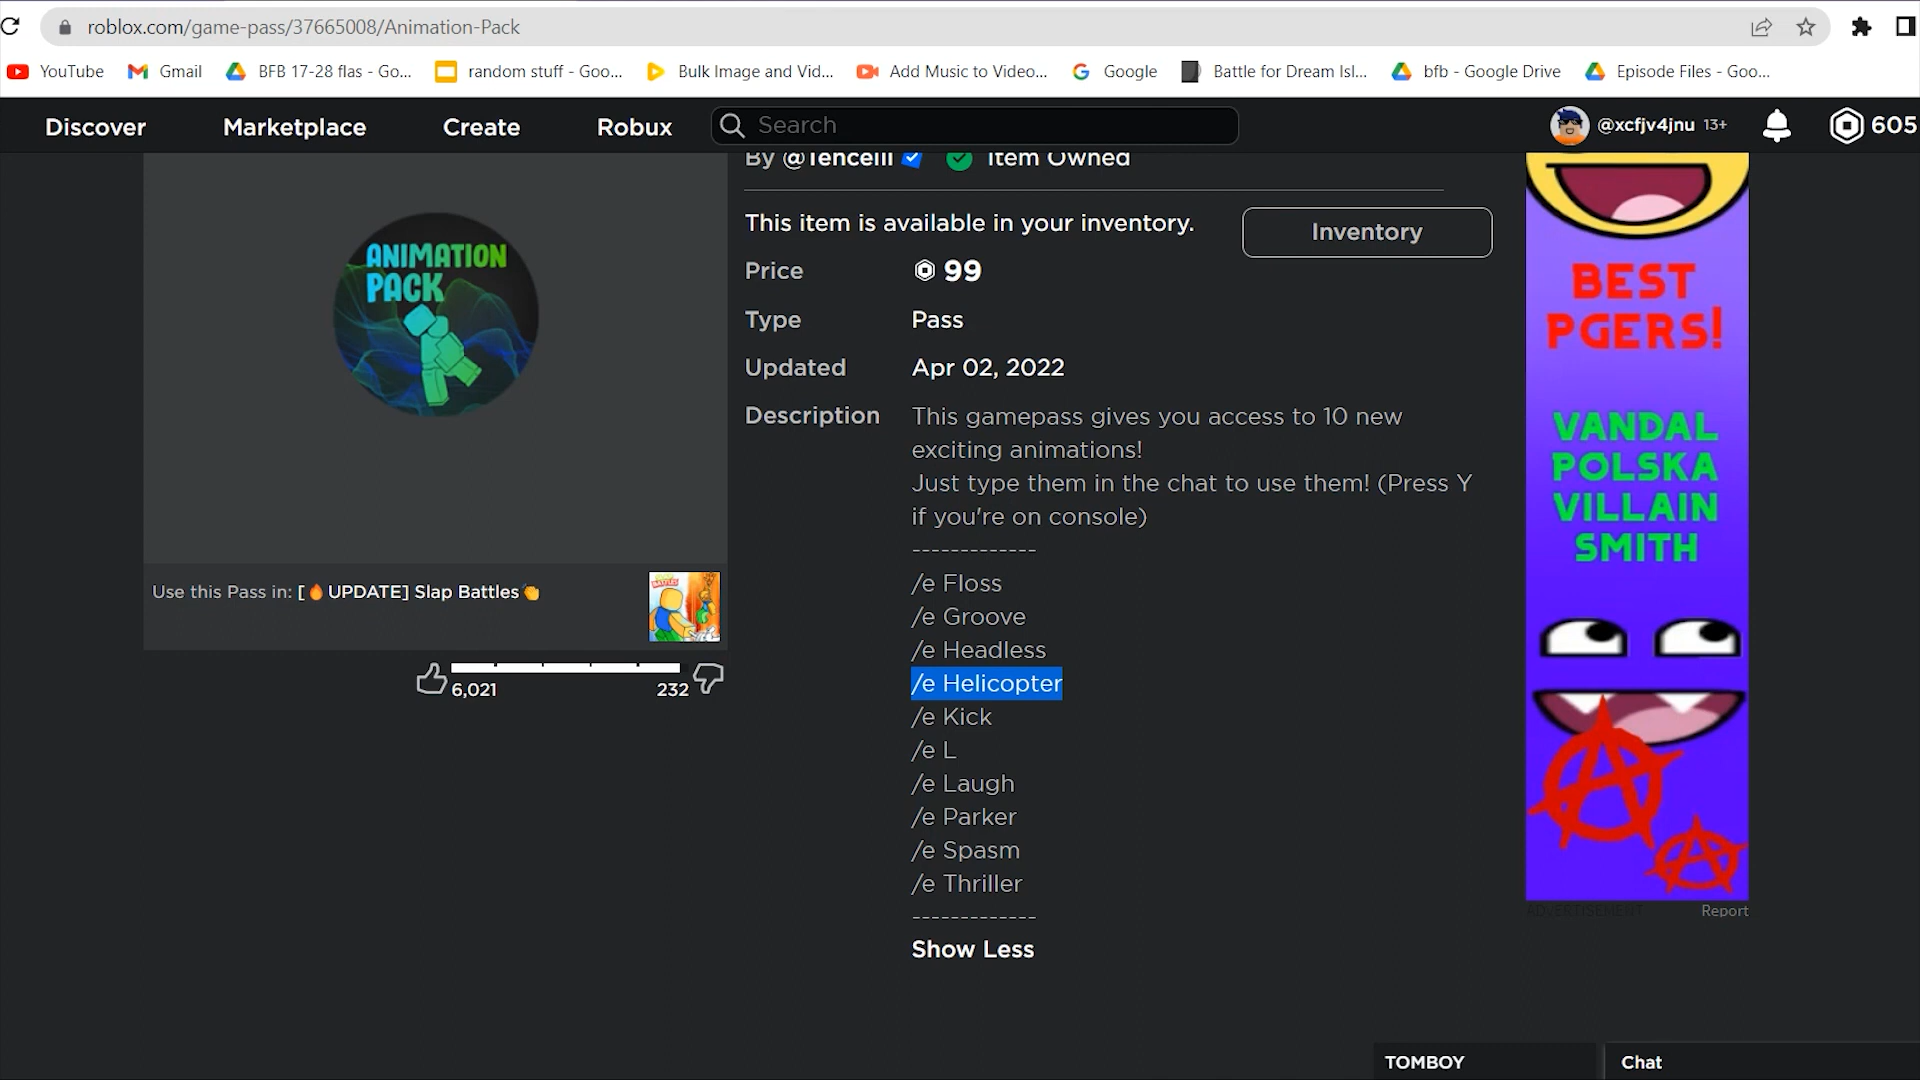 roblox.com/game-pass/37665008/Animation-Pack
YouTube Gmail BFB 17-28 flas - Go... random stuff - Goo... Bulk Image and Vid... Add Music to Video... Google Battle for Dream Isl... bfb - Google Drive Episode Files - Goo...
Discover Marketplace Create Robux Search @xcfjv4jnu 13+ 605
By @Tencelll Item Owned
This item is available in your inventory.
Inventory
Price 99
Type Pass
Updated Apr 02, 2022
Description This gamepass gives you access to 10 new
exciting animations!
Just type them in the chat to use them! (Press Y
if you're on console)
-------------
/e Floss
/e Groove
/e Headless
/e Helicopter
/e Kick
/e L
/e Laugh
/e Parker
/e Spasm
/e Thriller
-------------
Show Less
ANIMATION
PACK
Use this Pass in: [🔥UPDATE] Slap Battles👏
BATTLES
6,021 232
BEST
PGERS!
VANDAL
POLSKA
VILLAIN
SMITH
ADVERTISEMENT Report
TOMBOY Chat